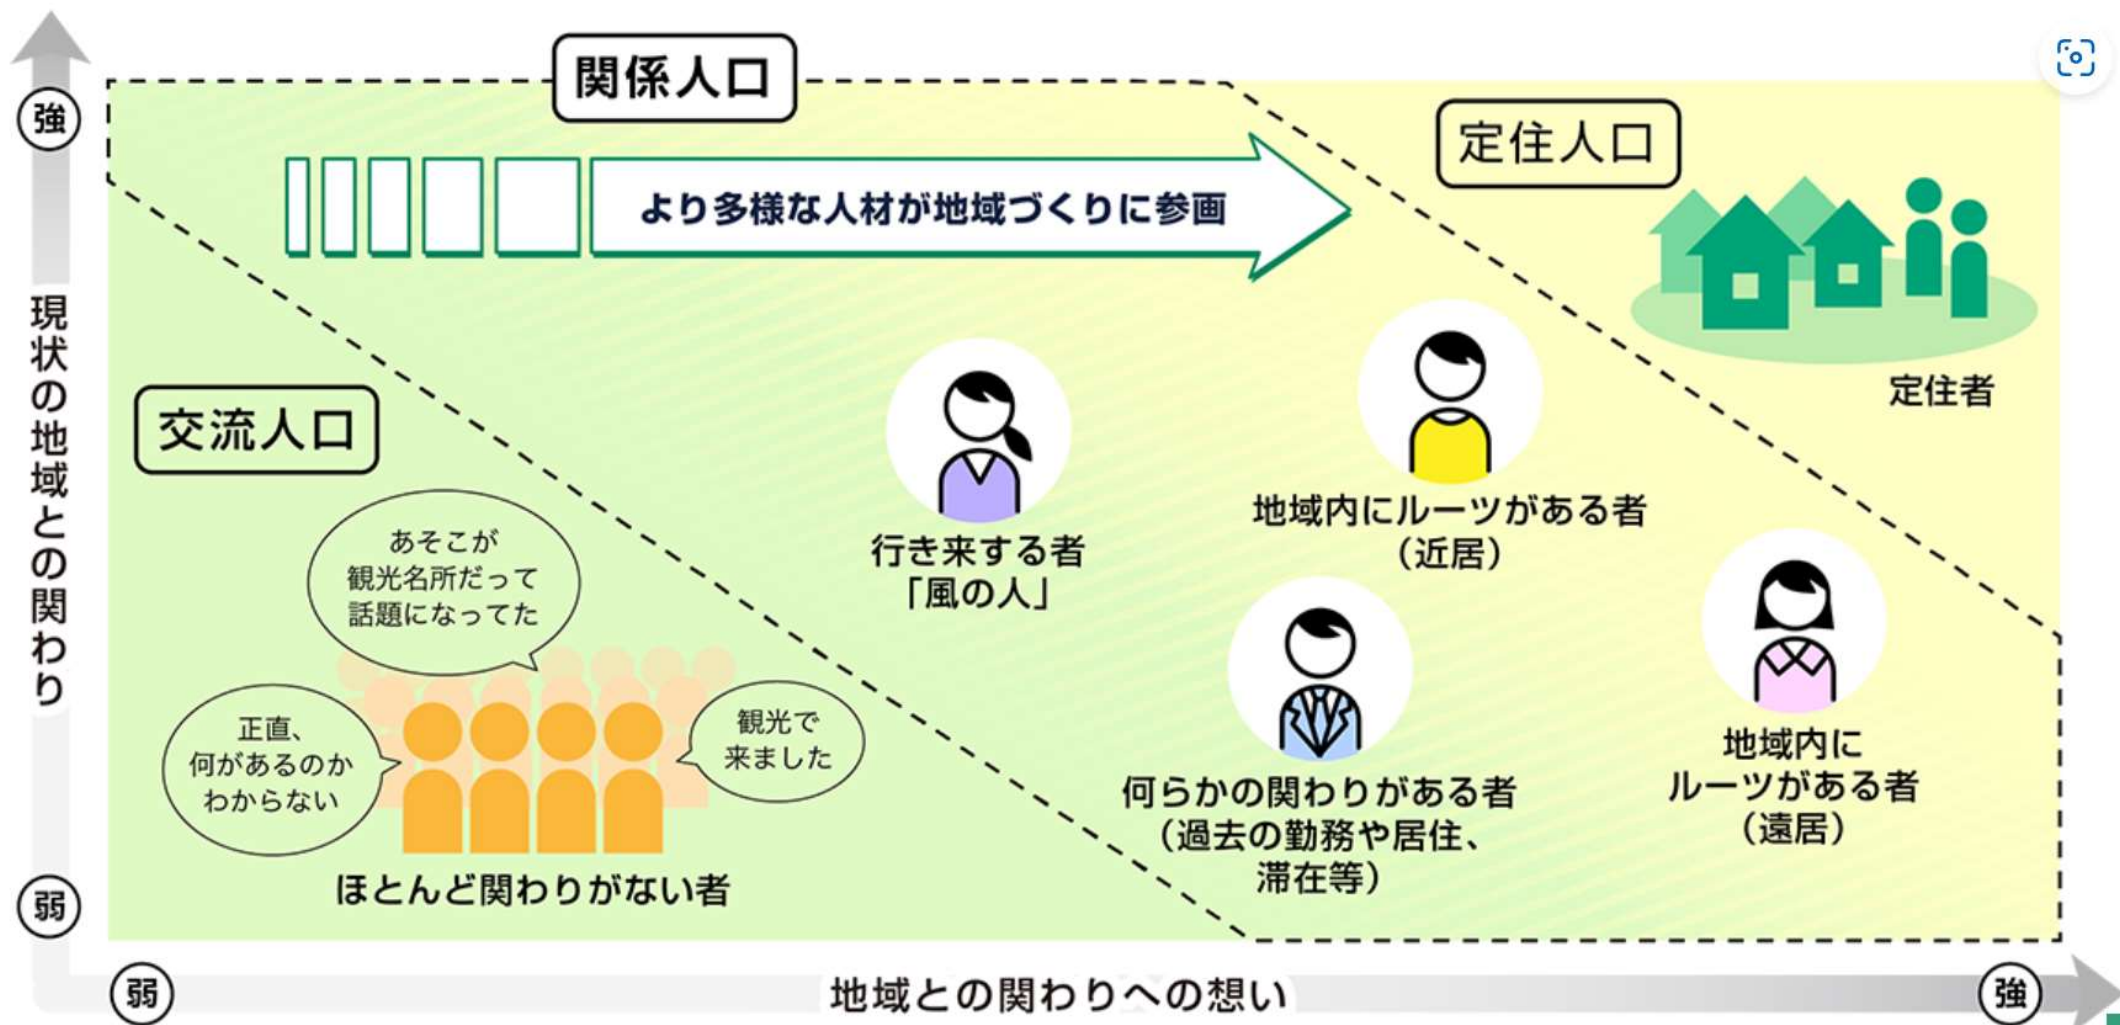 強
関係人口
定住人口
より多様な人材が地域づくりに参画
定住者
現状の地域との関わり
交流人口
あそこが
観光名所だって
話題になってた
正直、
何があるのか
わからない
観光で
来ました
ほとんど関わりがない者
行き来する者
「風の人」
地域内にルーツがある者
（近居）
何らかの関わりがある者
（過去の勤務や居住、
滞在等）
地域内に
ルーツがある者
（遠居）
弱
弱
地域との関わりへの想い
強